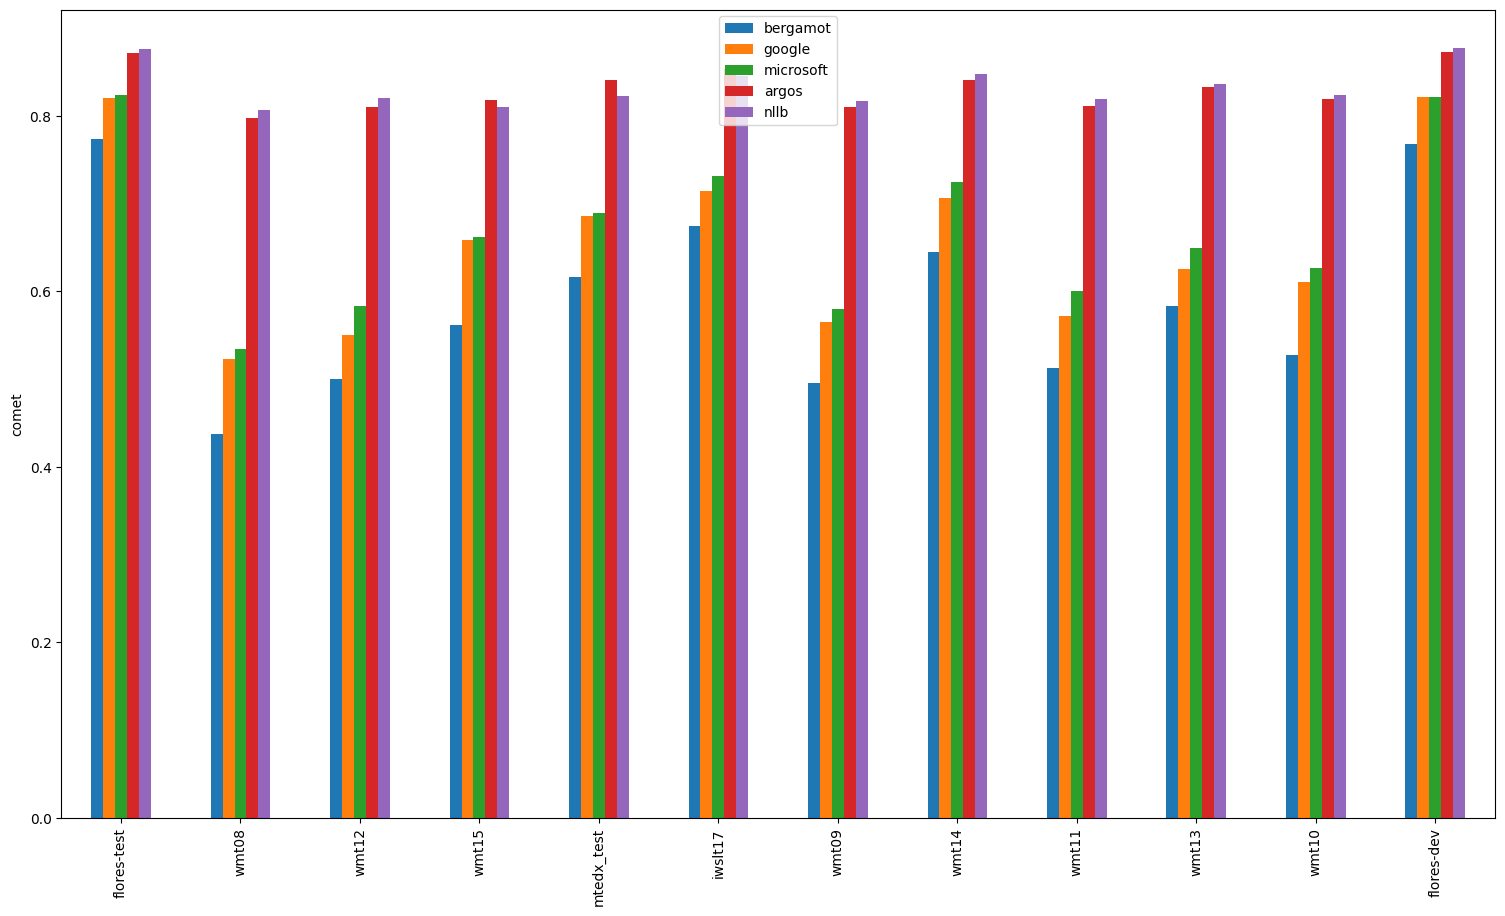 bergamot
google
microsoft
argos
nllb
comet
0.8
0.6
0.4
0.2
0.0
flores-test
wmt08
wmt12
wmt15
mtedx_test
iwslt17
wmt09
wmt14
wmt11
wmt13
wmt10
flores-dev